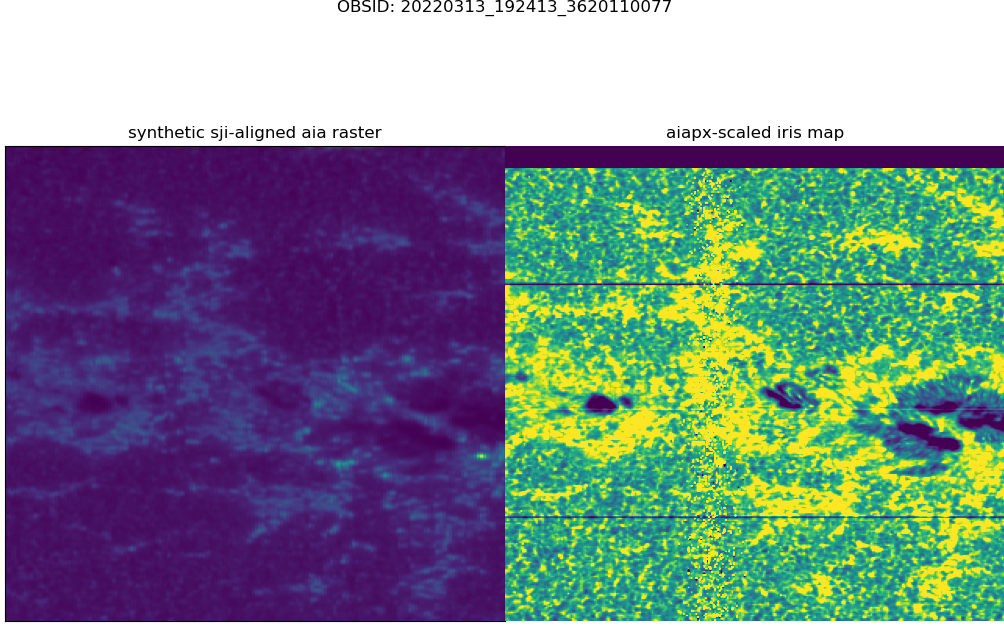 OBSID: 20220313_192413_3620110077
synthetic sji-aligned aia raster
aiapx-scaled iris map